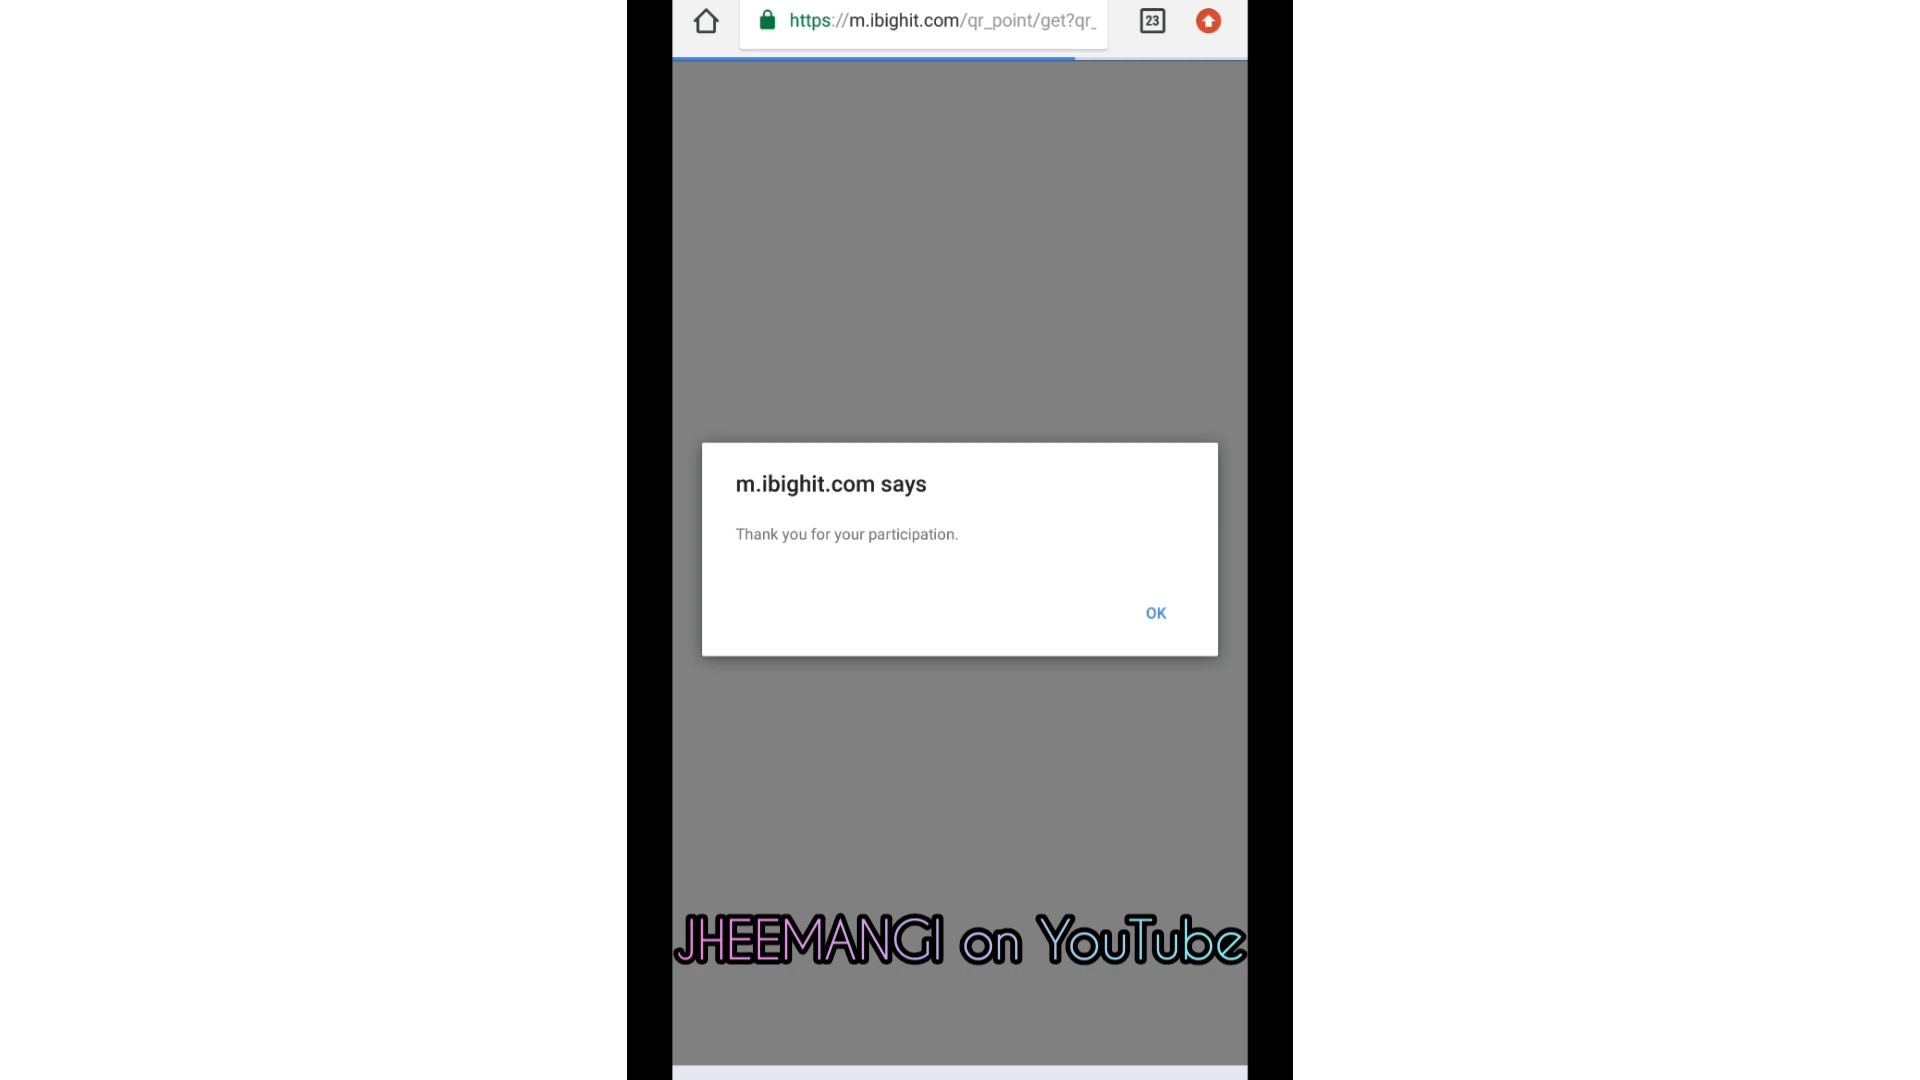 https://m.ibighit.com/qr_point/get?qr_
23
m.ibighit.com says
Thank you for your participation.
OK
JHEEMANGI on YouTube